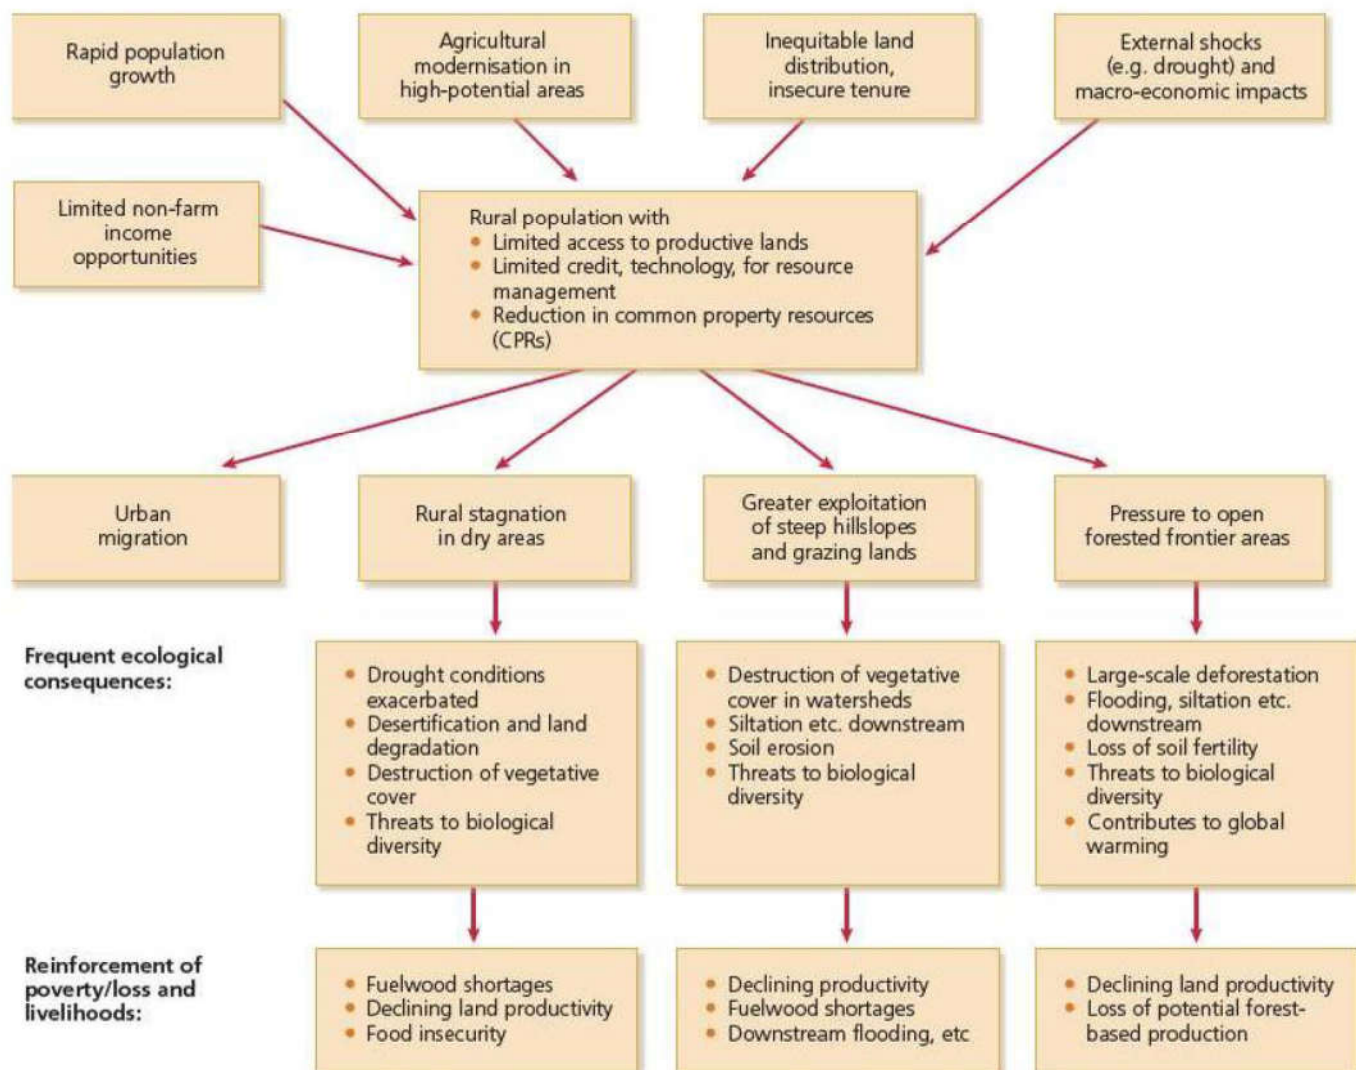 Rapid population
growth
Agricultural
modernisation in
high-potential areas
Inequitable land
distribution,
insecure tenure
External shocks
(e.g. drought) and
macro-economic impacts
Limited non-farm
income
opportunities
Rural population with
• Limited access to productive lands
• Limited credit, technology, for resource
management
• Reduction in common property resources
(CPRs)
Urban
migration
Rural stagnation
in dry areas
Greater exploitation
of steep hillslopes
and grazing lands
Pressure to open
forested frontier areas
Frequent ecological
consequences:
• Drought conditions
exacerbated
• Desertification and land
degradation
• Destruction of vegetative
cover
• Threats to biological
diversity
• Destruction of vegetative
cover in watersheds
• Siltation etc. downstream
• Soil erosion
• Threats to biological
diversity
• Large-scale deforestation
• Flooding, siltation etc.
downstream
• Loss of soil fertility
• Threats to biological
diversity
• Contributes to global
warming
Reinforcement of
poverty/loss and
livelihoods:
• Fuelwood shortages
• Declining land productivity
• Food insecurity
• Declining productivity
• Fuelwood shortages
• Downstream flooding, etc
• Declining land productivity
• Loss of potential forest-
based production